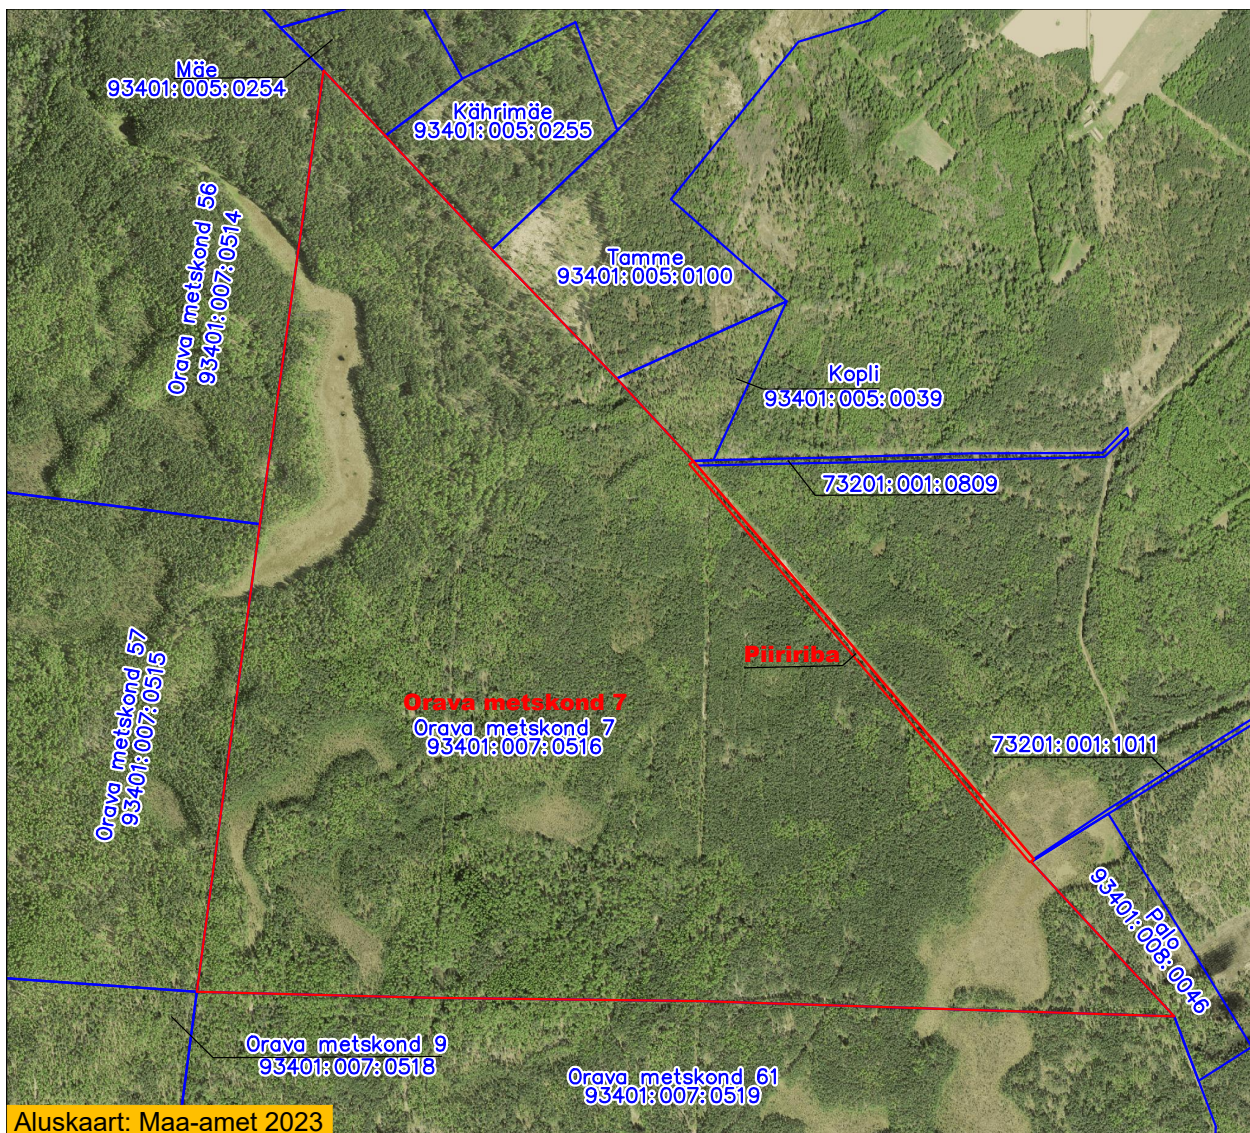 Mäe
93401:005:0254
Kährimäe
93401:005:0255
Orava metskond 56
93401:007:0514
Tamme
93401:005:0100
Kopli
93401:005:0039
73201:001:0809
Orava metskond 57
93401:007:0515
Piiririba
Orava metskond 7
Orava metskond 7
93401:007:0516
73201:001:1011
Palo
93401:008:0046
Orava metskond 9
93401:007:0518
Orava metskond 61
93401:007:0519
Aluskaart: Maa-amet 2023